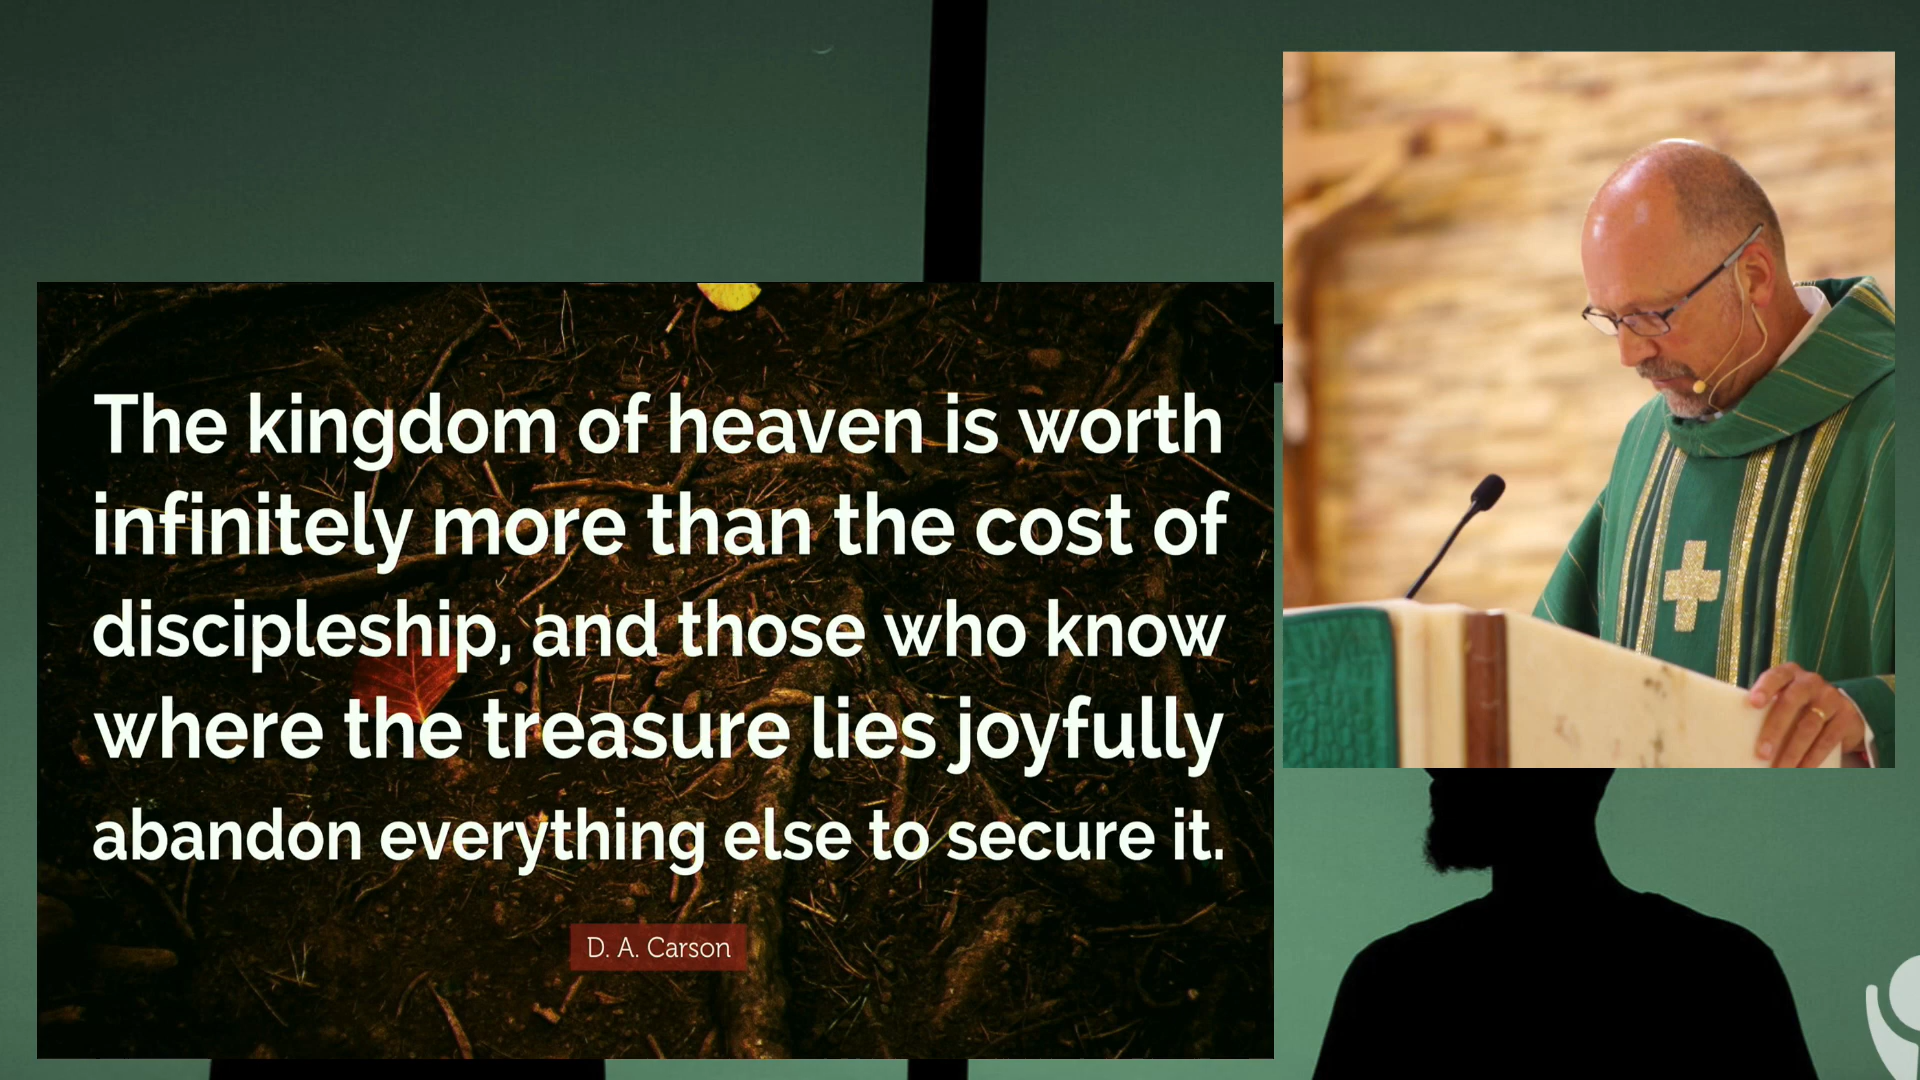 The kingdom of heaven is worth
infinitely more than the cost of
discipleship, and those who know
where the treasure lies joyfully
abandon everything else to secure it.
D. A. Carson